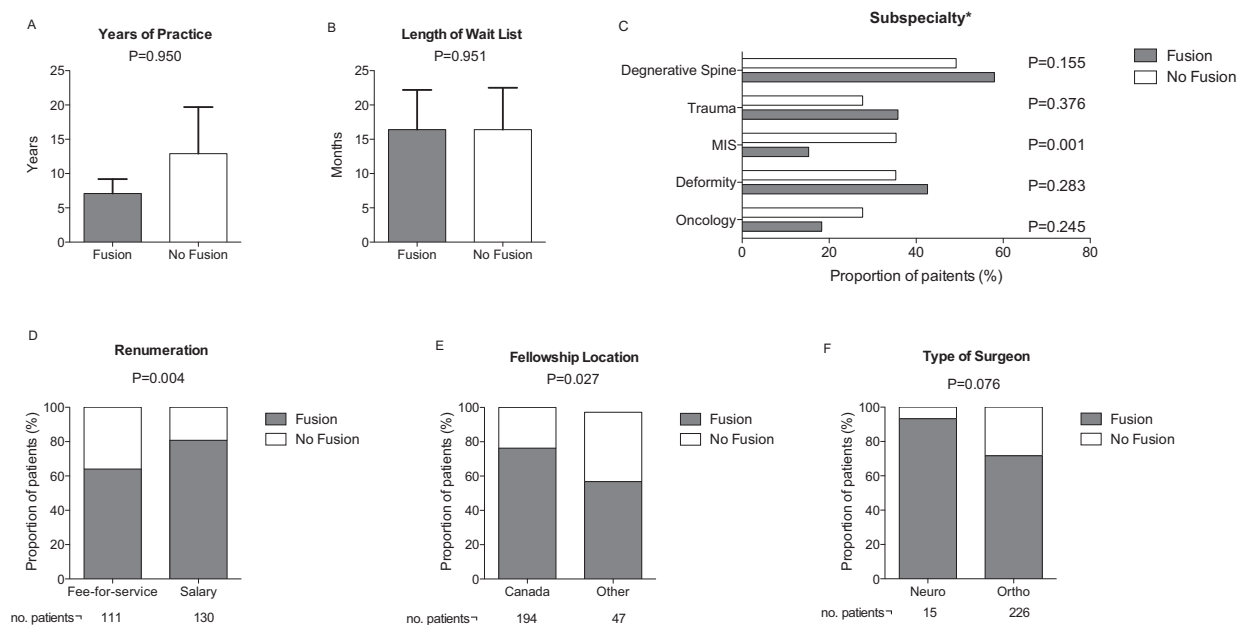 A
Years of Practice
P=0.950
25
20
15
10
5
0
Years
Fusion No Fusion
B
Length of Wait List
P=0.951
25
20
15
10
5
0
Months
Fusion No Fusion
C
Subspecialty*
Degnerative Spine P=0.155
Trauma P=0.376
MIS P=0.001
Deformity P=0.283
Oncology P=0.245
0 20 40 60 80
Proportion of paitents (%)
Fusion
No Fusion
D
Renumeration
P=0.004
100
80
60
40
20
0
Proportion of patients (%)
Fee-for-service Salary
no. patients¬ 111 130
Fusion
No Fusion
E
Fellowship Location
P=0.027
100
80
60
40
20
0
Proportion of patients (%)
Canada Other
no. patients¬ 194 47
Fusion
No Fusion
F
Type of Surgeon
P=0.076
100
80
60
40
20
0
Proportion of patients (%)
Neuro Ortho
no. patients¬ 15 226
Fusion
No Fusion